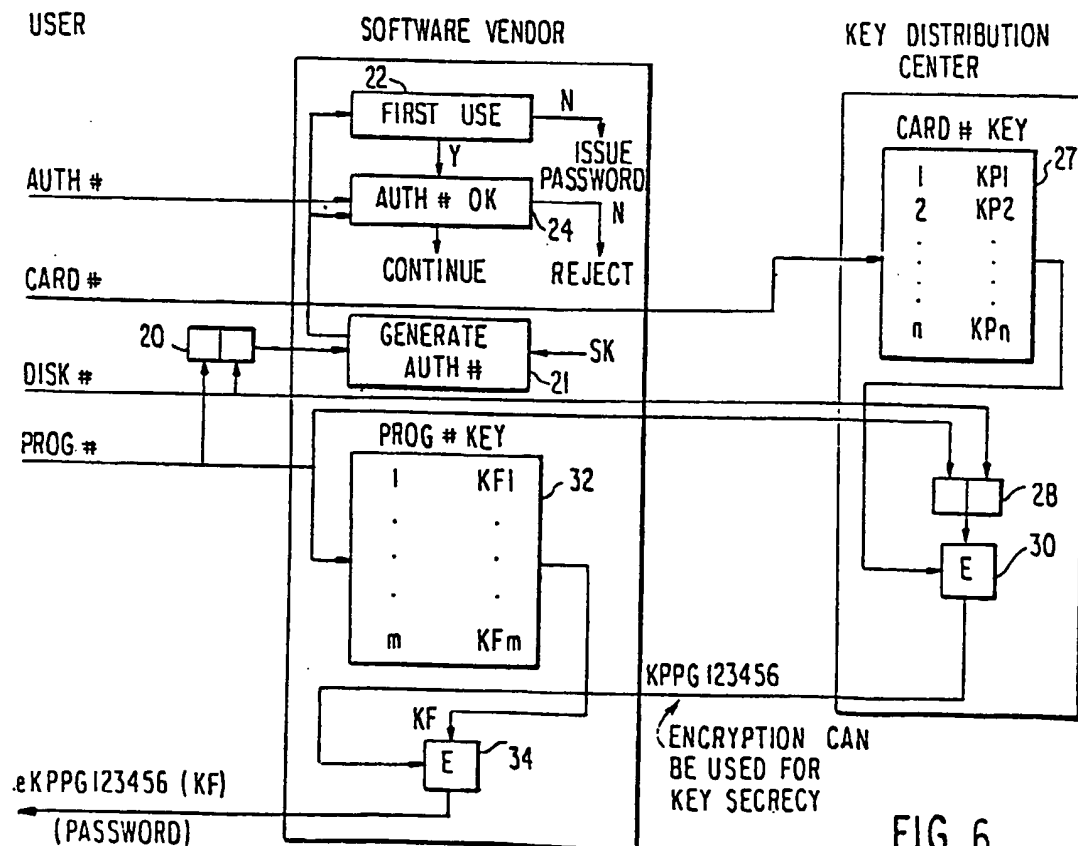 USER
SOFTWARE VENDOR
KEY DISTRIBUTION
CENTER
22
FIRST USE
N
ISSUE
PASSWORD
Y
CARD # KEY
27
1 KP1
2 KP2
n KPn
AUTH #
AUTH # OK
24
N
CONTINUE
REJECT
CARD #
20
GENERATE
AUTH #
SK
21
DISK #
PROG #
PROG # KEY
1 KF1
32
m KFm
28
E
30
KPPG123456
KF
E
34
ENCRYPTION CAN
BE USED FOR
KEY SECRECY
.eKPPG123456 (KF)
(PASSWORD)
FIG 6